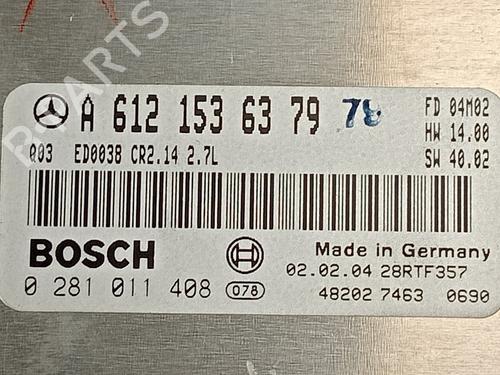 A 612 153 63 79 78
FD 04M02
HW 14.00
Q03 ED0038 CR2.14 2.7L
SW 40.02
BOSCH
Made in Germany
02.02.04 28RTF357
0 281 011 408 078
48202 7463 0690
B-PARTS